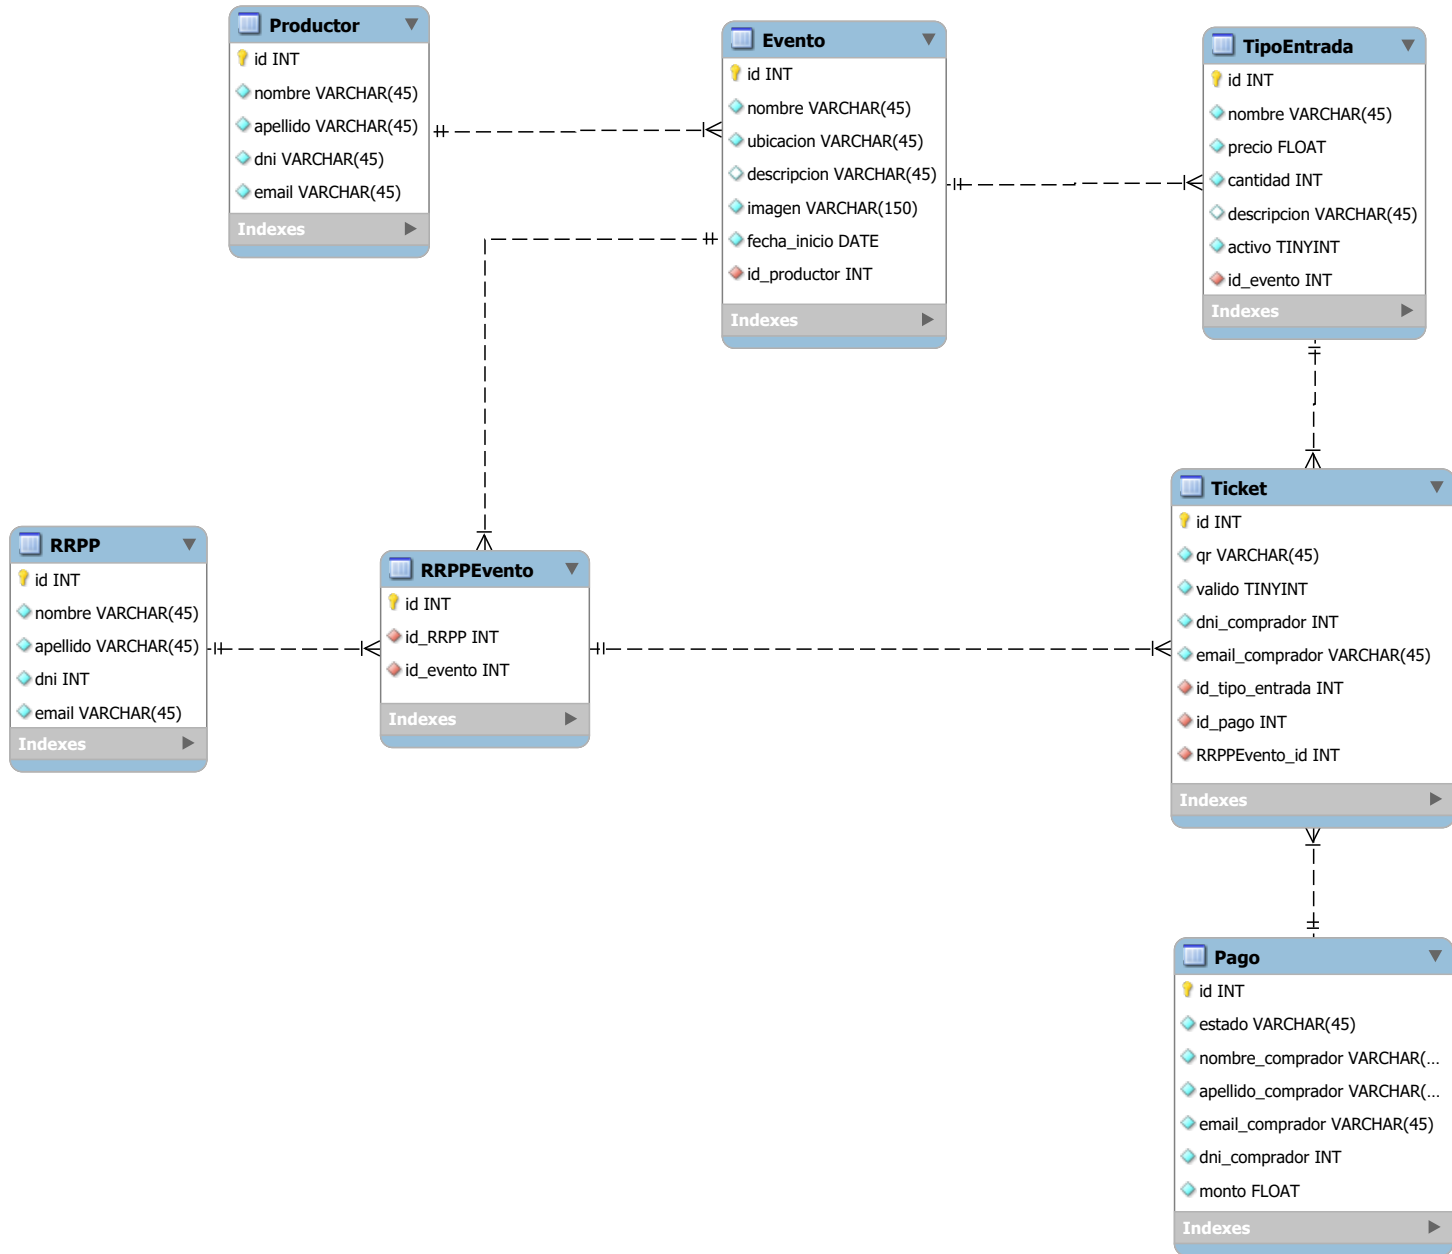 Productor
id INT
nombre VARCHAR(45)
apellido VARCHAR(45)
dni VARCHAR(45)
email VARCHAR(45)
Indexes
Evento
id INT
nombre VARCHAR(45)
ubicacion VARCHAR(45)
descripcion VARCHAR(45)
imagen VARCHAR(150)
fecha_inicio DATE
id_productor INT
Indexes
TipoEntrada
id INT
nombre VARCHAR(45)
precio FLOAT
cantidad INT
descripcion VARCHAR(45)
activo TINYINT
id_evento INT
Indexes
RRPP
id INT
nombre VARCHAR(45)
apellido VARCHAR(45)
dni INT
email VARCHAR(45)
Indexes
RRPPEvento
id INT
id_RRPP INT
id_evento INT
Indexes
Ticket
id INT
qr VARCHAR(45)
valido TINYINT
dni_comprador INT
email_comprador VARCHAR(45)
id_tipo_entrada INT
id_pago INT
RRPPEvento_id INT
Indexes
Pago
id INT
estado VARCHAR(45)
nombre_comprador VARCHAR(...
apellido_comprador VARCHAR(...
email_comprador VARCHAR(45)
dni_comprador INT
monto FLOAT
Indexes